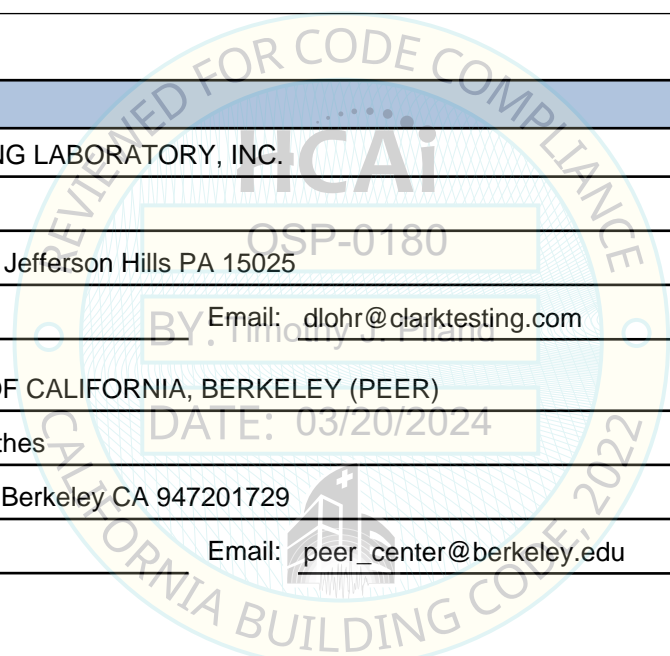 REVIEWED FOR CODE COMPLIANCE
HCAi
NG LABORATORY, INC.
OSP-0180
Jefferson Hills PA 15025
Email: dlohr@clarktesting.com
BY: Timothy J. Piland
OF CALIFORNIA, BERKELEY (PEER)
DATE: 03/20/2024
thes
Berkeley CA 947201729
Email: peer_center@berkeley.edu
CALIFORNIA BUILDING CODE, 2022